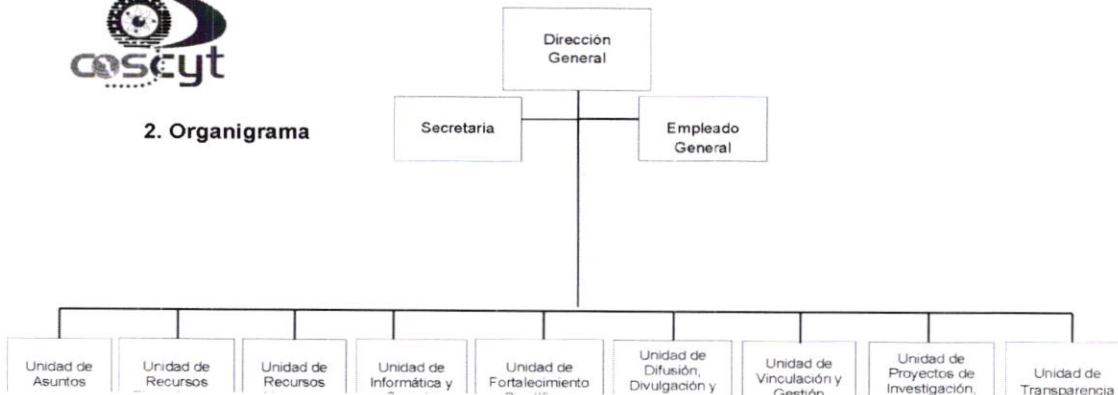 coscyt
Dirección
General
2. Organigrama
Secretaria
Empleado
General
Unidad de
Asuntos
Unidad de
Recursos
Unidad de
Recursos
Unidad de
Informática y
Unidad de
Fortalecimiento
Unidad de
Difusión,
Divulgación y
Unidad de
Vinculación y
Gestión
Unidad de
Proyectos de
Investigación,
Unidad de
Transparencia